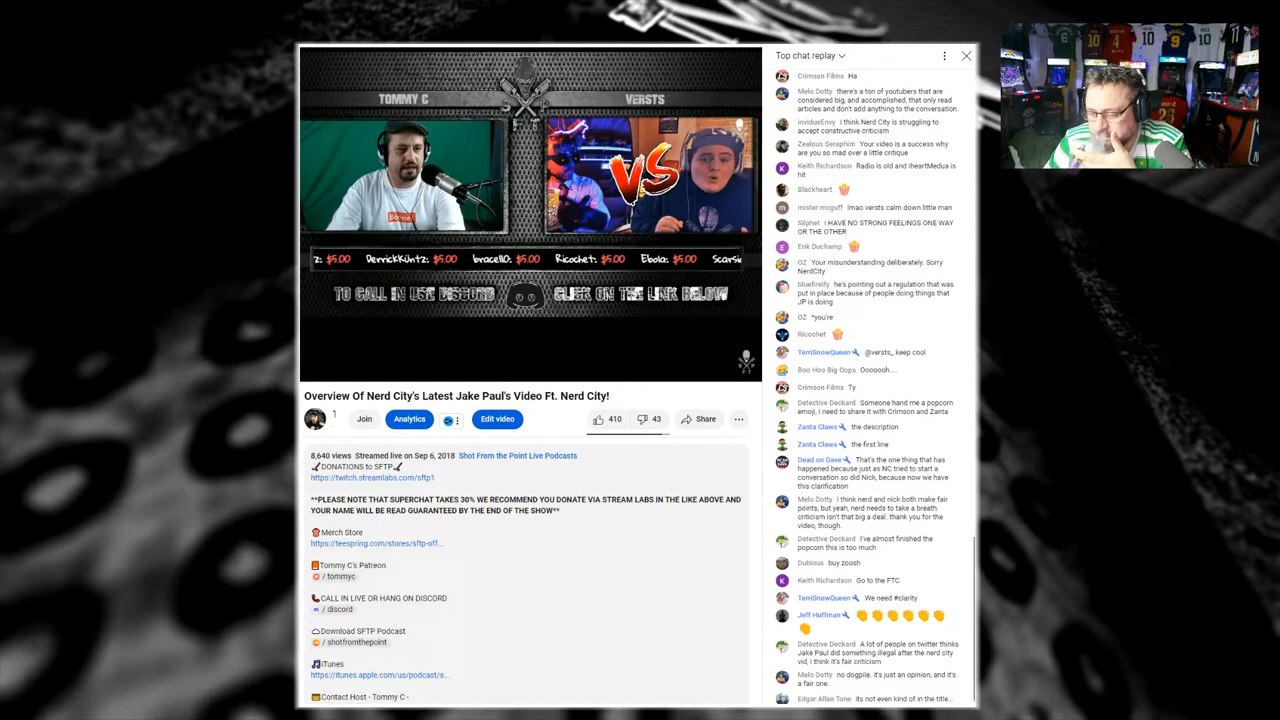 TOMMY C
VERSTS
VS
z: $5.00 DerrickKüntz: $5.00 bracello: $5.00 Ricochet: $5.00 Ebola: $5.00 Scarsie
TO CALL IN USE DISCORD CLICK ON THE LINK BELOW
FT
Overview Of Nerd City's Latest Jake Paul's Video Ft. Nerd City!
Join
Analytics
Edit video
410
43
Share
8,640 views Streamed live on Sep 6, 2018 Shot From the Point Live Podcasts
DONATIONS to SFTP
https://twitch.streamlabs.com/sftp1
**PLEASE NOTE THAT SUPERCHAT TAKES 30% WE RECOMMEND YOU DONATE VIA STREAM LABS IN THE LIKE ABOVE AND
YOUR NAME WILL BE READ GUARANTEED BY THE END OF THE SHOW**
Merch Store
https://teespring.com/stores/sftp-off...
Tommy C's Patreon
/ tommyc
CALL IN LIVE OR HANG ON DISCORD
/ discord
Download SFTP Podcast
/ shotfromthepoint
iTunes
https://itunes.apple.com/us/podcast/s...
Contact Host - Tommy C -
Top chat replay
Crimson Films Ha
Melo Dotty there's a ton of youtubers that are
considered big, and accomplished, that only read
articles and don't add anything to the conversation.
invidusEnvy I think Nerd City is struggling to
accept constructive criticism
Zealous Seraphim Your video is a success why
are you so mad over a little critique
Keith Richardson Radio is old and IheartMedua is
hit
Blackheart
mister mcguff lmao versts calm down little man
Silphet I HAVE NO STRONG FEELINGS ONE WAY
OR THE OTHER
Erik Duchamp
OZ Your misunderstanding deliberately. Sorry
NerdCity
bluefireify he's pointing out a regulation that was
put in place because of people doing things that
JP is doing
OZ *you're
Ricochet
TerriSnowQueen @versts_ keep cool
Boo Hoo Big Oops Ooooooh....
Crimson Films Ty
Detective Deckard Someone hand me a popcorn
emoji, I need to share it with Crimson and Zanta
Zanta Claws the description
Zanta Claws the first line
Dead on Dave That's the one thing that has
happened because just as NC tried to start a
conversation so did Nick, because now we have
this clarification
Melo Dotty I think nerd and nick both make fair
points, but yeah, nerd needs to take a breath.
criticism isn't that big a deal. thank you for the
video, though.
Detective Deckard I've almost finished the
popcorn this is too much
Dubious buy zoosh
Keith Richardson Go to the FTC
TerriSnowQueen We need #clarity
Jeff Huffman
Detective Deckard A lot of people on twitter thinks
Jake Paul did something illegal after the nerd city
vid, I think it's fair criticism
Melo Dotty no dogpile. it's just an opinion, and it's
a fair one.
Edgar Allan Tone its not even kind of in the title...